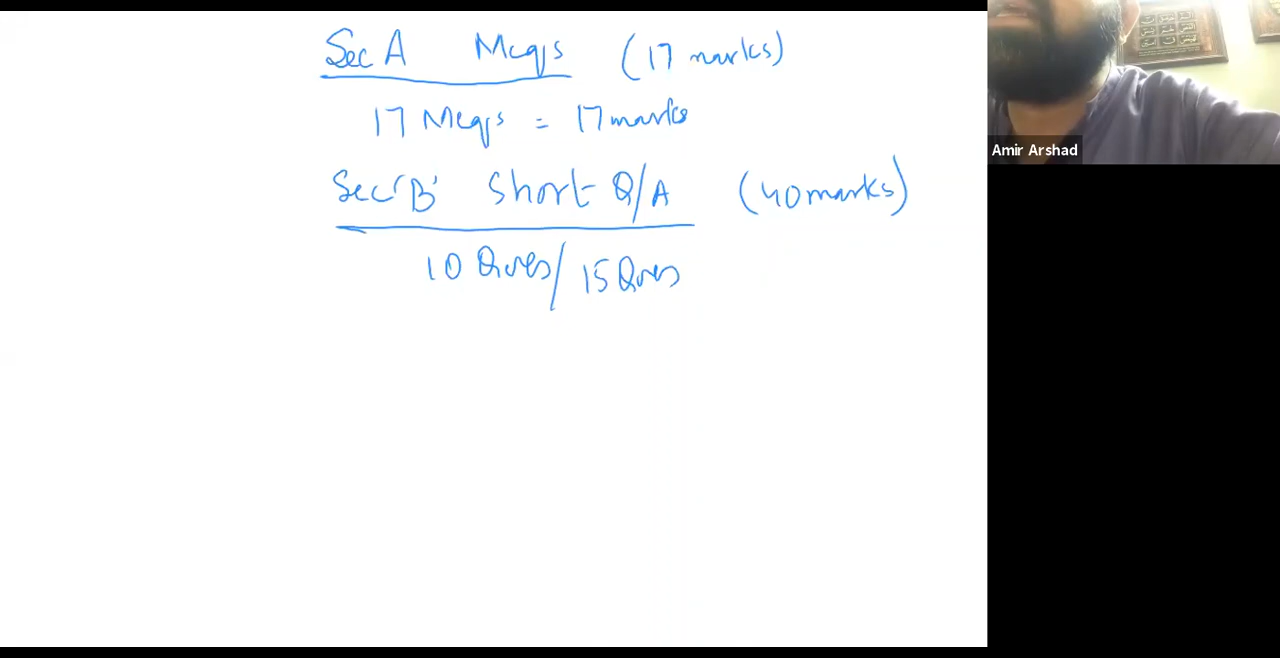 Sec A Mcqs (17 marks)
17 Mcqs = 17 marks
Sec 'B' Short Q/A (40 marks)
10 Ques / 15 Ques
Amir Arshad